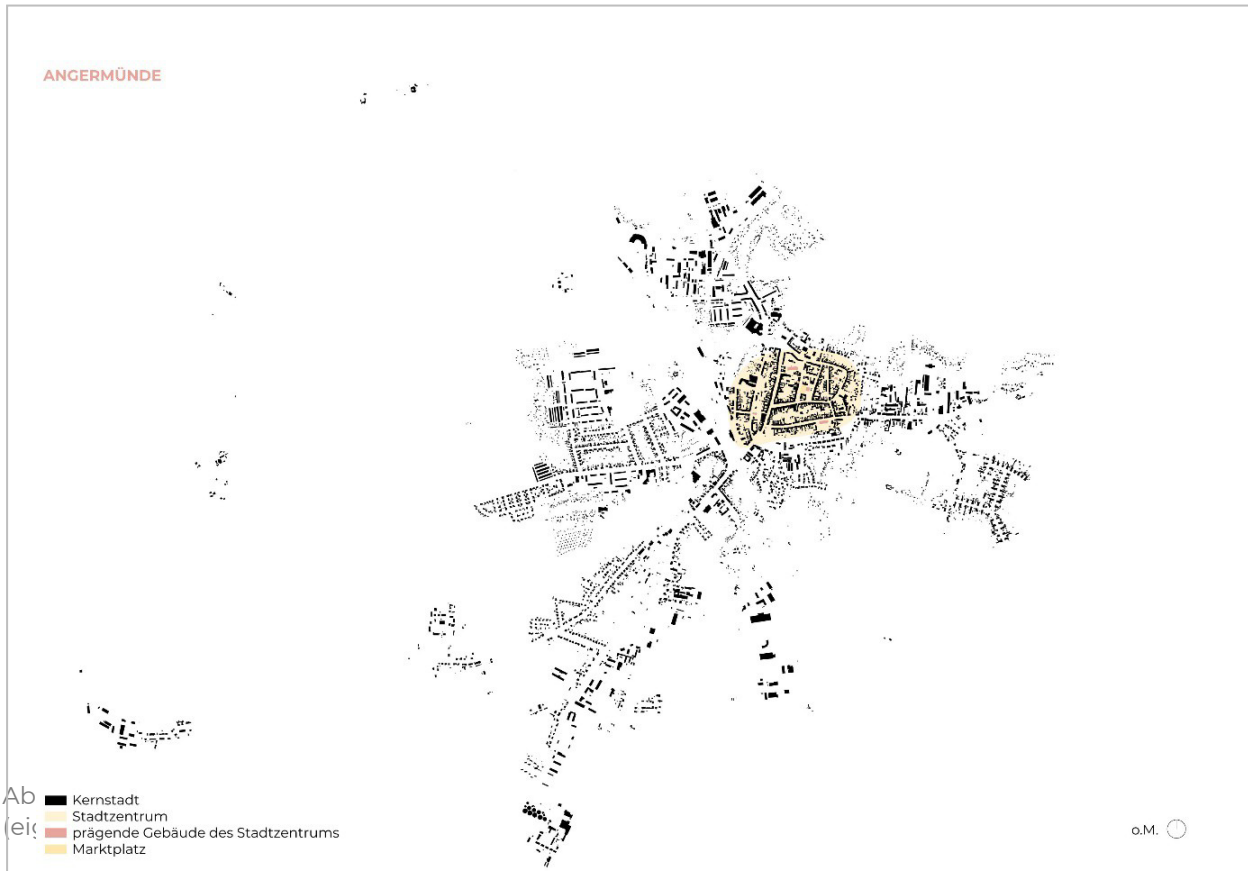 ANGERMÜNDE
Kernstadt
Stadtzentrum
prägende Gebäude des Stadtzentrums
Marktplatz
o.M.